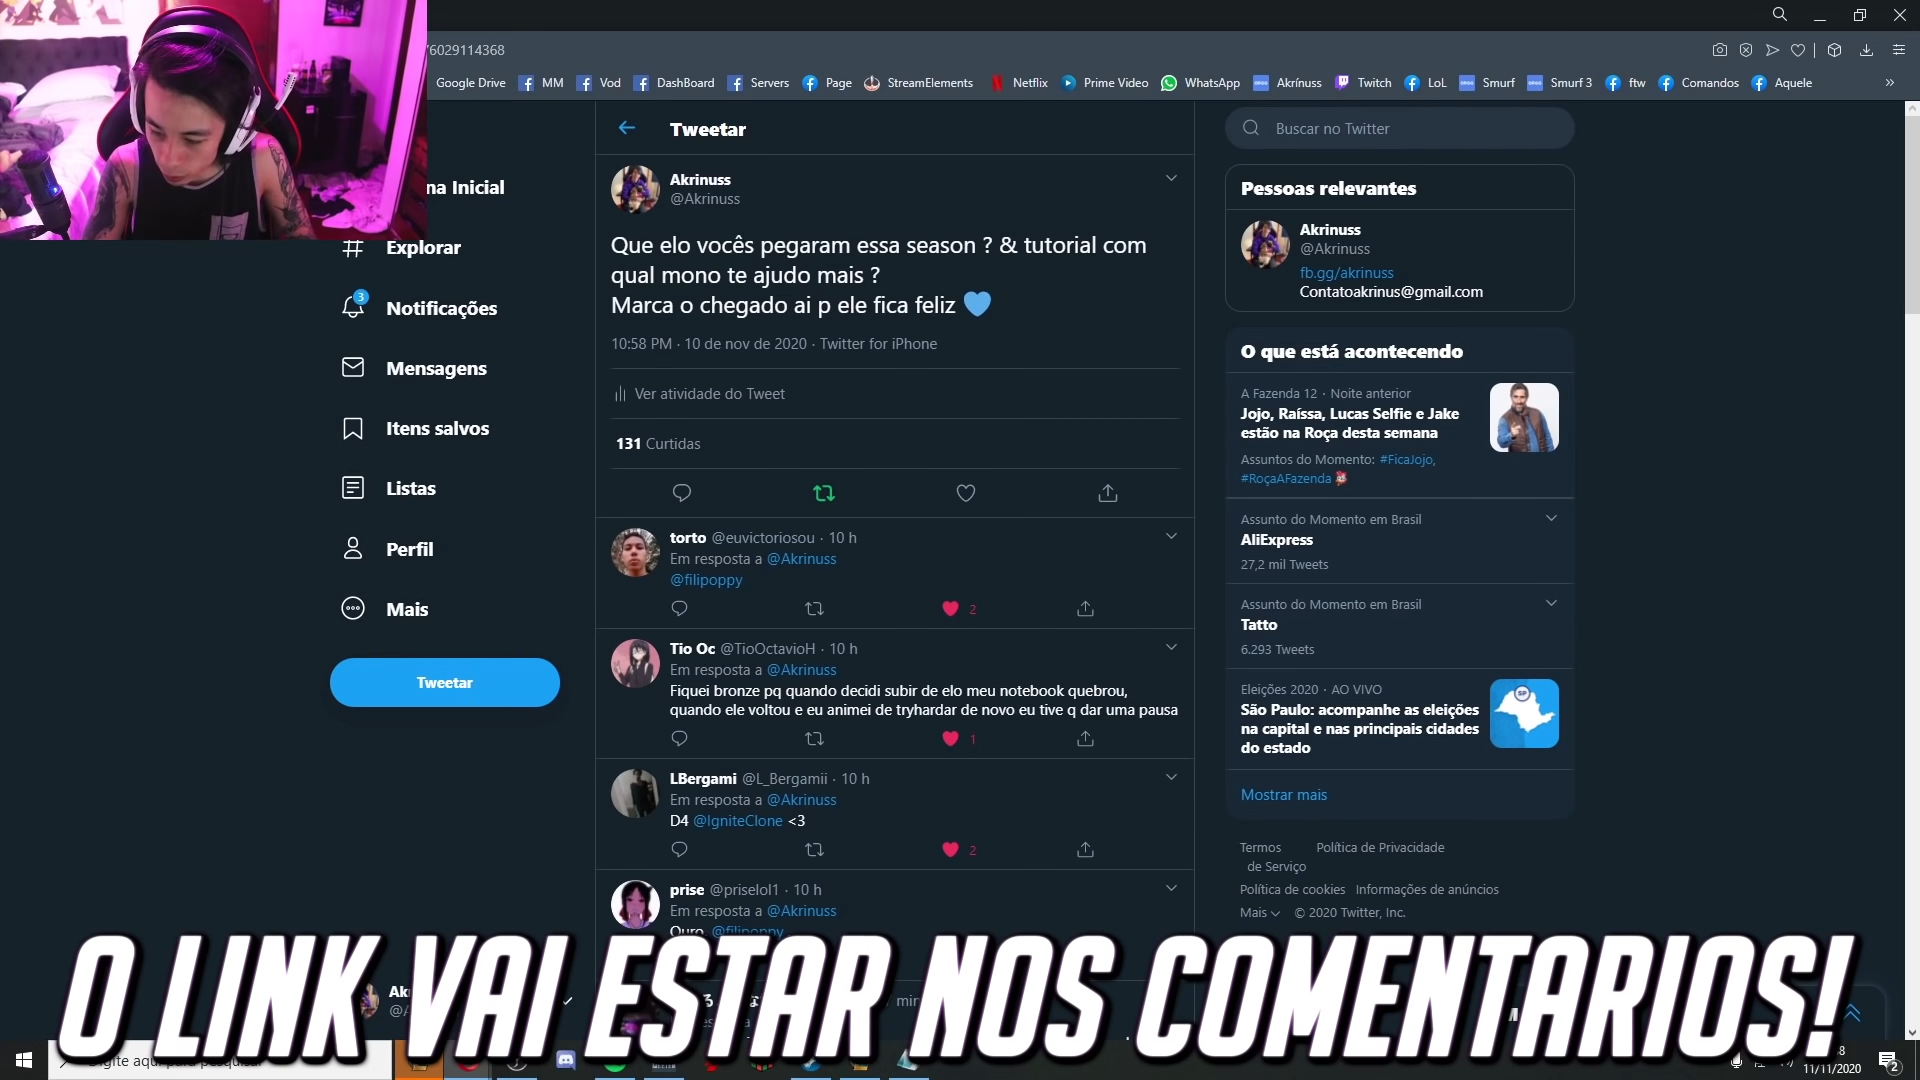 6029114368
Google Drive MM Vod DashBoard Servers Page StreamElements Netflix Prime Video WhatsApp Akrínuss Twitch LoL Smurf Smurf 3 ftw Comandos Aquele »
na Inicial
Explorar
3
Notificações
Mensagens
Itens salvos
Listas
Perfil
Mais
Tweetar
Tweetar
Akrinuss
@Akrinuss
Que elo vocês pegaram essa season ? & tutorial com
qual mono te ajudo mais ?
Marca o chegado ai p ele fica feliz 💙
10:58 PM · 10 de nov de 2020 · Twitter for iPhone
Ver atividade do Tweet
131 Curtidas
torto @euvictoriosou · 10 h
Em resposta a @Akrinuss
@filipoppy
2
Tio Oc @TioOctavioH · 10 h
Em resposta a @Akrinuss
Fiquei bronze pq quando decidi subir de elo meu notebook quebrou,
quando ele voltou e eu animei de tryhardar de novo eu tive q dar uma pausa
1
LBergami @L_Bergamii · 10 h
Em resposta a @Akrinuss
D4 @IgniteClone <3
2
prise @priselol1 · 10 h
Em resposta a @Akrinuss
Ouro @filipoppy
Buscar no Twitter
Pessoas relevantes
Akrinuss
@Akrinuss
fb.gg/akrinuss
Contatoakrinus@gmail.com
O que está acontecendo
A Fazenda 12 · Noite anterior
Jojo, Raíssa, Lucas Selfie e Jake
estão na Roça desta semana
Assuntos do Momento: #FicaJojo,
#RoçaAFazenda
Assunto do Momento em Brasil
AliExpress
27,2 mil Tweets
Assunto do Momento em Brasil
Tatto
6.293 Tweets
Eleições 2020 · AO VIVO
São Paulo: acompanhe as eleições
na capital e nas principais cidades
do estado
SP
Mostrar mais
Termos de Serviço Política de Privacidade
Política de cookies Informações de anúncios
Mais © 2020 Twitter, Inc.
O LINK VAI ESTAR NOS COMENTARIOS!
11/11/2020
2